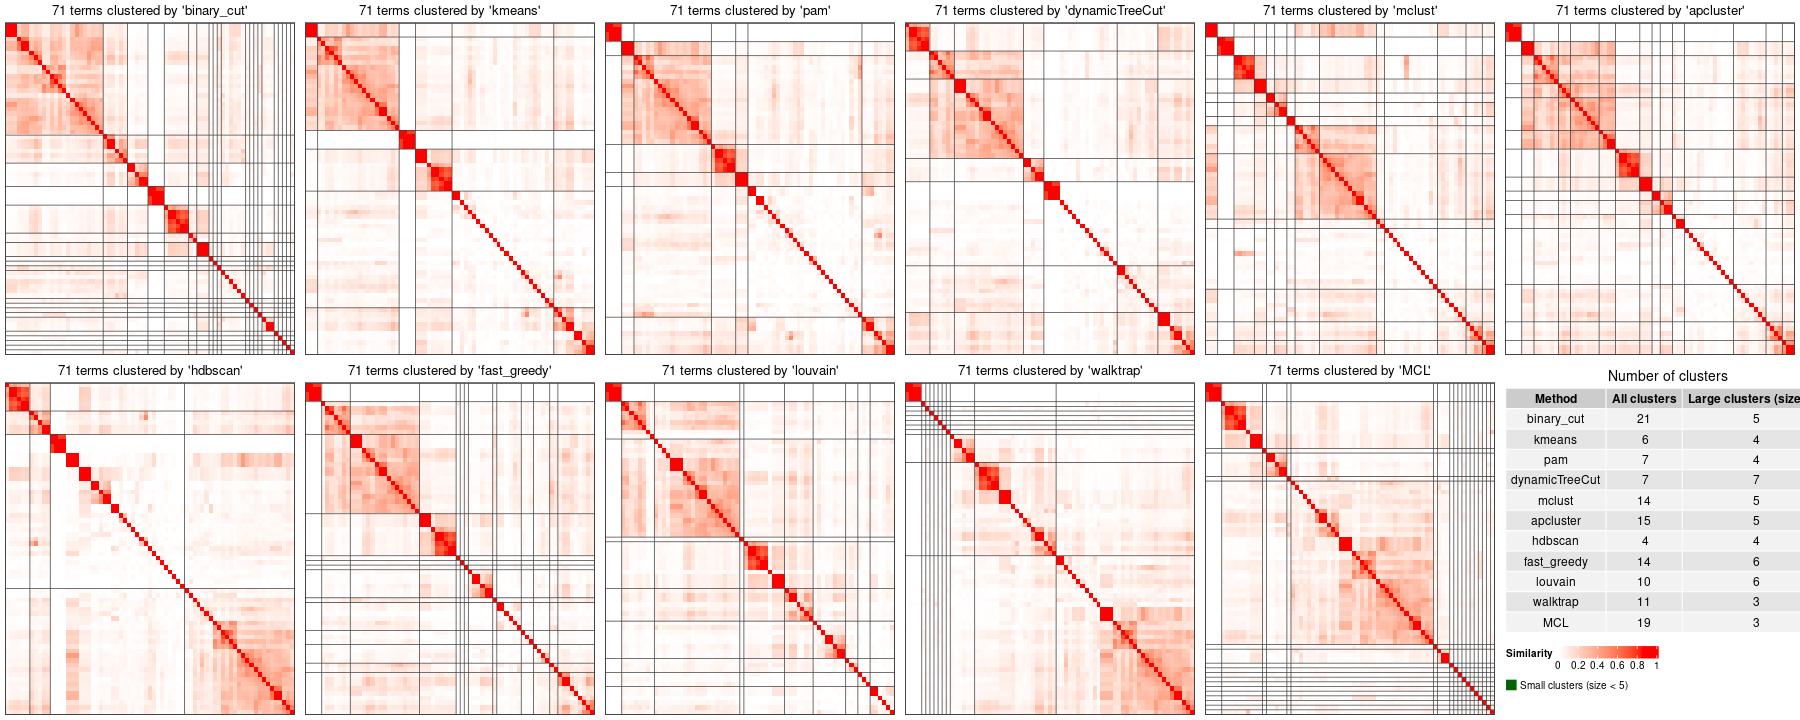 71 terms clustered by 'binary_cut'
71 terms clustered by 'kmeans'
71 terms clustered by 'pam'
71 terms clustered by 'dynamicTreeCut'
71 terms clustered by 'mclust'
71 terms clustered by 'apcluster'
71 terms clustered by 'hdbscan'
71 terms clustered by 'fast_greedy'
71 terms clustered by 'louvain'
71 terms clustered by 'walktrap'
71 terms clustered by 'MCL'
Number of clusters
Method All clusters Large clusters (size
binary_cut 21 5
kmeans 6 4
pam 7 4
dynamicTreeCut 7 7
mclust 14 5
apcluster 15 5
hdbscan 4 4
fast_greedy 14 6
louvain 10 6
walktrap 11 3
MCL 19 3
Similarity
0 0.2 0.4 0.6 0.8 1
Small clusters (size < 5)